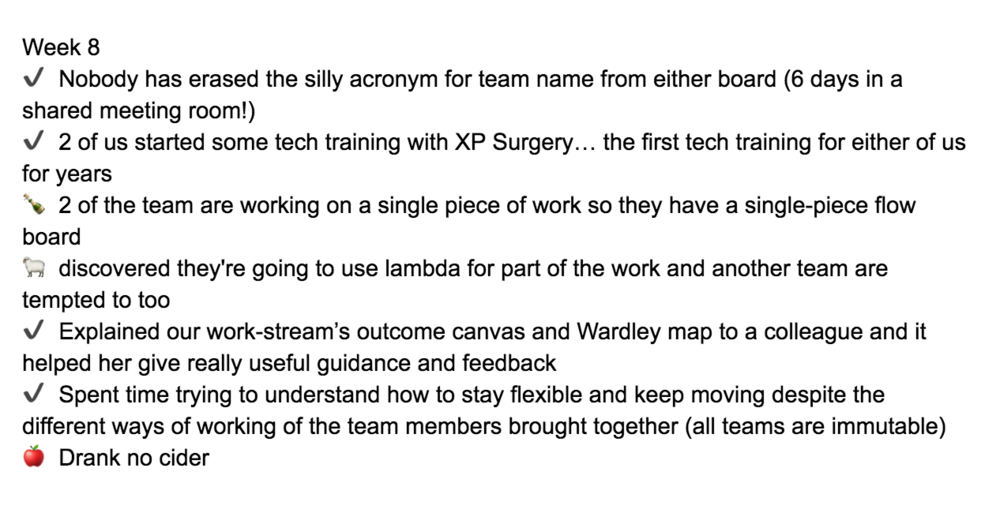 Week 8
✔ Nobody has erased the silly acronym for team name from either board (6 days in a
shared meeting room!)
✔ 2 of us started some tech training with XP Surgery… the first tech training for either of us
for years
🍾 2 of the team are working on a single piece of work so they have a single-piece flow
board
🐑 discovered they're going to use lambda for part of the work and another team are
tempted to too
✔ Explained our work-stream’s outcome canvas and Wardley map to a colleague and it
helped her give really useful guidance and feedback
✔ Spent time trying to understand how to stay flexible and keep moving despite the
different ways of working of the team members brought together (all teams are immutable)
🍎 Drank no cider